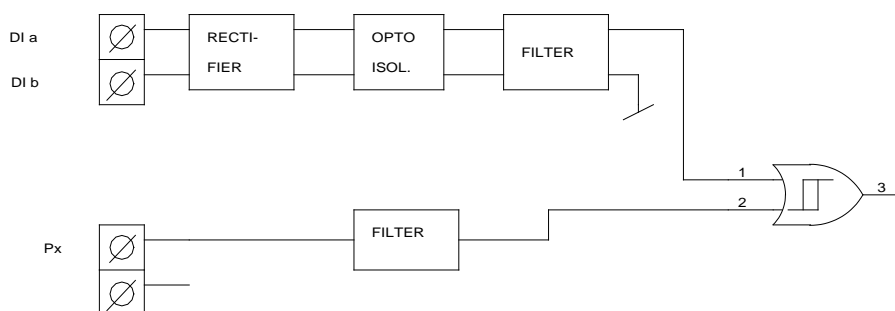 DI a
RECTI-
OPTO
FILTER
DI b
FIER
ISOL.
1
3
2
Px
FILTER